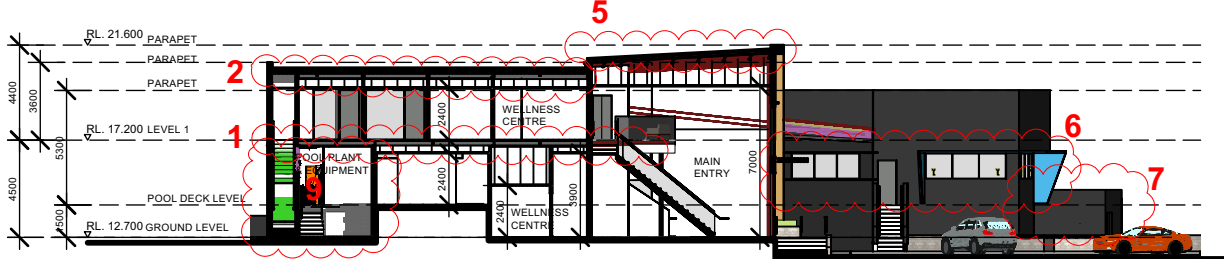 5
RL. 21.600 PARAPET
PARAPET
2
PARAPET
4400
3600
2400
WELLNESS
CENTRE
RL. 17.200 LEVEL 1
1
6
5300
POOL PLANT
EQUIPMENT
9
2400
MAIN
ENTRY
7000
7
4500
POOL DECK LEVEL
3900
2400
WELLNESS
CENTRE
1500
RL. 12.700 GROUND LEVEL